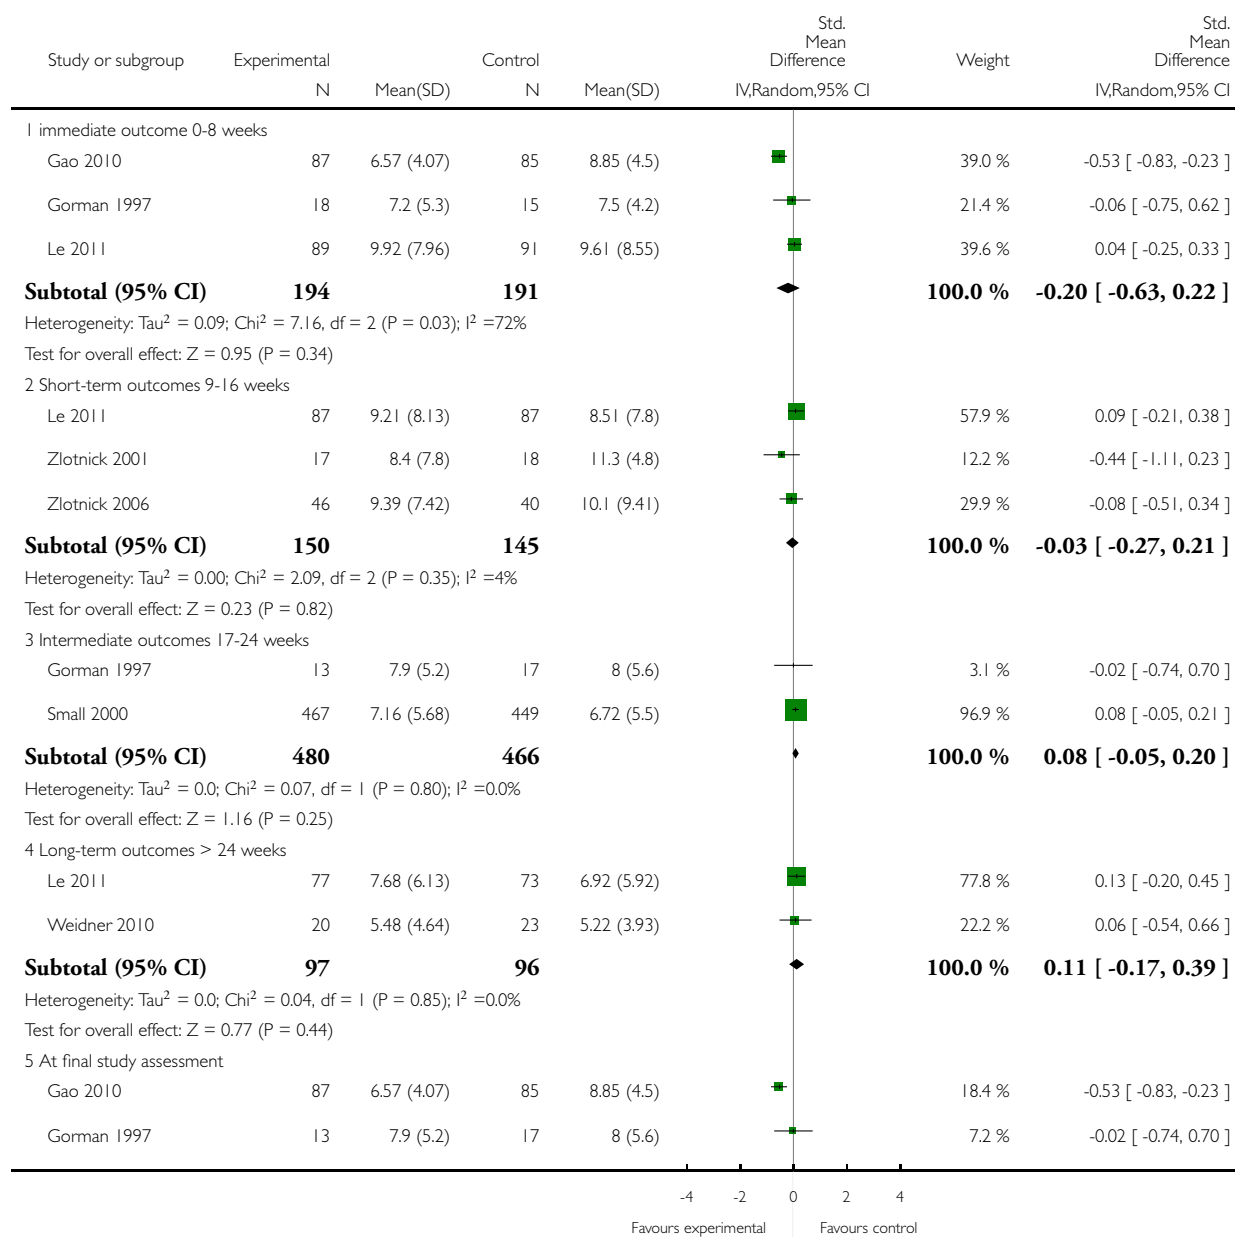 Std. Mean Difference Std. Mean Difference
Study or subgroup Experimental Control Weight
N Mean(SD) N Mean(SD) IV,Random,95% CI IV,Random,95% CI
1 immediate outcome 0-8 weeks
Gao 2010 87 6.57 (4.07) 85 8.85 (4.5) 39.0 % -0.53 [ -0.83, -0.23 ]
Gorman 1997 18 7.2 (5.3) 15 7.5 (4.2) 21.4 % -0.06 [ -0.75, 0.62 ]
Le 2011 89 9.92 (7.96) 91 9.61 (8.55) 39.6 % 0.04 [ -0.25, 0.33 ]
Subtotal (95% CI) 194 191 100.0 % -0.20 [ -0.63, 0.22 ]
Heterogeneity: Tau² = 0.09; Chi² = 7.16, df = 2 (P = 0.03); I² =72%
Test for overall effect: Z = 0.95 (P = 0.34)
2 Short-term outcomes 9-16 weeks
Le 2011 87 9.21 (8.13) 87 8.51 (7.8) 57.9 % 0.09 [ -0.21, 0.38 ]
Zlotnick 2001 17 8.4 (7.8) 18 11.3 (4.8) 12.2 % -0.44 [ -1.11, 0.23 ]
Zlotnick 2006 46 9.39 (7.42) 40 10.1 (9.41) 29.9 % -0.08 [ -0.51, 0.34 ]
Subtotal (95% CI) 150 145 100.0 % -0.03 [ -0.27, 0.21 ]
Heterogeneity: Tau² = 0.00; Chi² = 2.09, df = 2 (P = 0.35); I² =4%
Test for overall effect: Z = 0.23 (P = 0.82)
3 Intermediate outcomes 17-24 weeks
Gorman 1997 13 7.9 (5.2) 17 8 (5.6) 3.1 % -0.02 [ -0.74, 0.70 ]
Small 2000 467 7.16 (5.68) 449 6.72 (5.5) 96.9 % 0.08 [ -0.05, 0.21 ]
Subtotal (95% CI) 480 466 100.0 % 0.08 [ -0.05, 0.20 ]
Heterogeneity: Tau² = 0.0; Chi² = 0.07, df = 1 (P = 0.80); I² =0.0%
Test for overall effect: Z = 1.16 (P = 0.25)
4 Long-term outcomes > 24 weeks
Le 2011 77 7.68 (6.13) 73 6.92 (5.92) 77.8 % 0.13 [ -0.20, 0.45 ]
Weidner 2010 20 5.48 (4.64) 23 5.22 (3.93) 22.2 % 0.06 [ -0.54, 0.66 ]
Subtotal (95% CI) 97 96 100.0 % 0.11 [ -0.17, 0.39 ]
Heterogeneity: Tau² = 0.0; Chi² = 0.04, df = 1 (P = 0.85); I² =0.0%
Test for overall effect: Z = 0.77 (P = 0.44)
5 At final study assessment
Gao 2010 87 6.57 (4.07) 85 8.85 (4.5) 18.4 % -0.53 [ -0.83, -0.23 ]
Gorman 1997 13 7.9 (5.2) 17 8 (5.6) 7.2 % -0.02 [ -0.74, 0.70 ]
-4 -2 0 2 4
Favours experimental Favours control